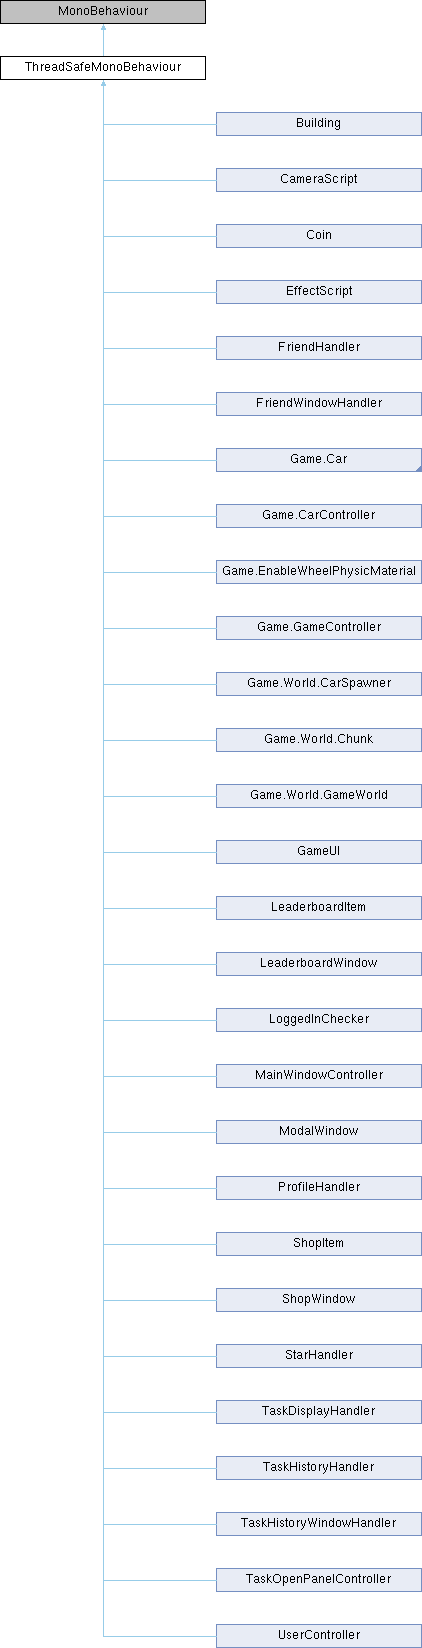 MonoBehaviour
ThreadSafeMonoBehaviour
Building
CameraScript
Coin
EffectScript
FriendHandler
FriendWindowHandler
Game.Car
Game.CarController
Game.EnableWheelPhysicMaterial
Game.GameController
Game.World.CarSpawner
Game.World.Chunk
Game.World.GameWorld
GameUI
LeaderboardItem
LeaderboardWindow
LoggedInChecker
MainWindowController
ModalWindow
ProfileHandler
ShopItem
ShopWindow
StarHandler
TaskDisplayHandler
TaskHistoryHandler
TaskHistoryWindowHandler
TaskOpenPanelController
UserController